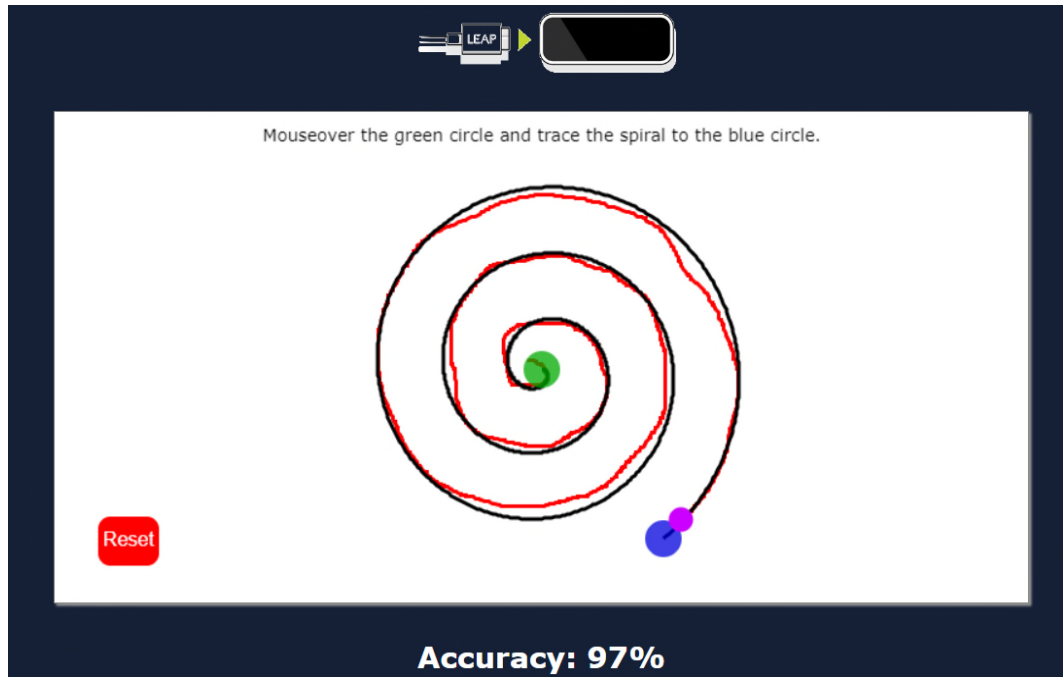 LEAP
Mouseover the green circle and trace the spiral to the blue circle.
Reset
Accuracy: 97%